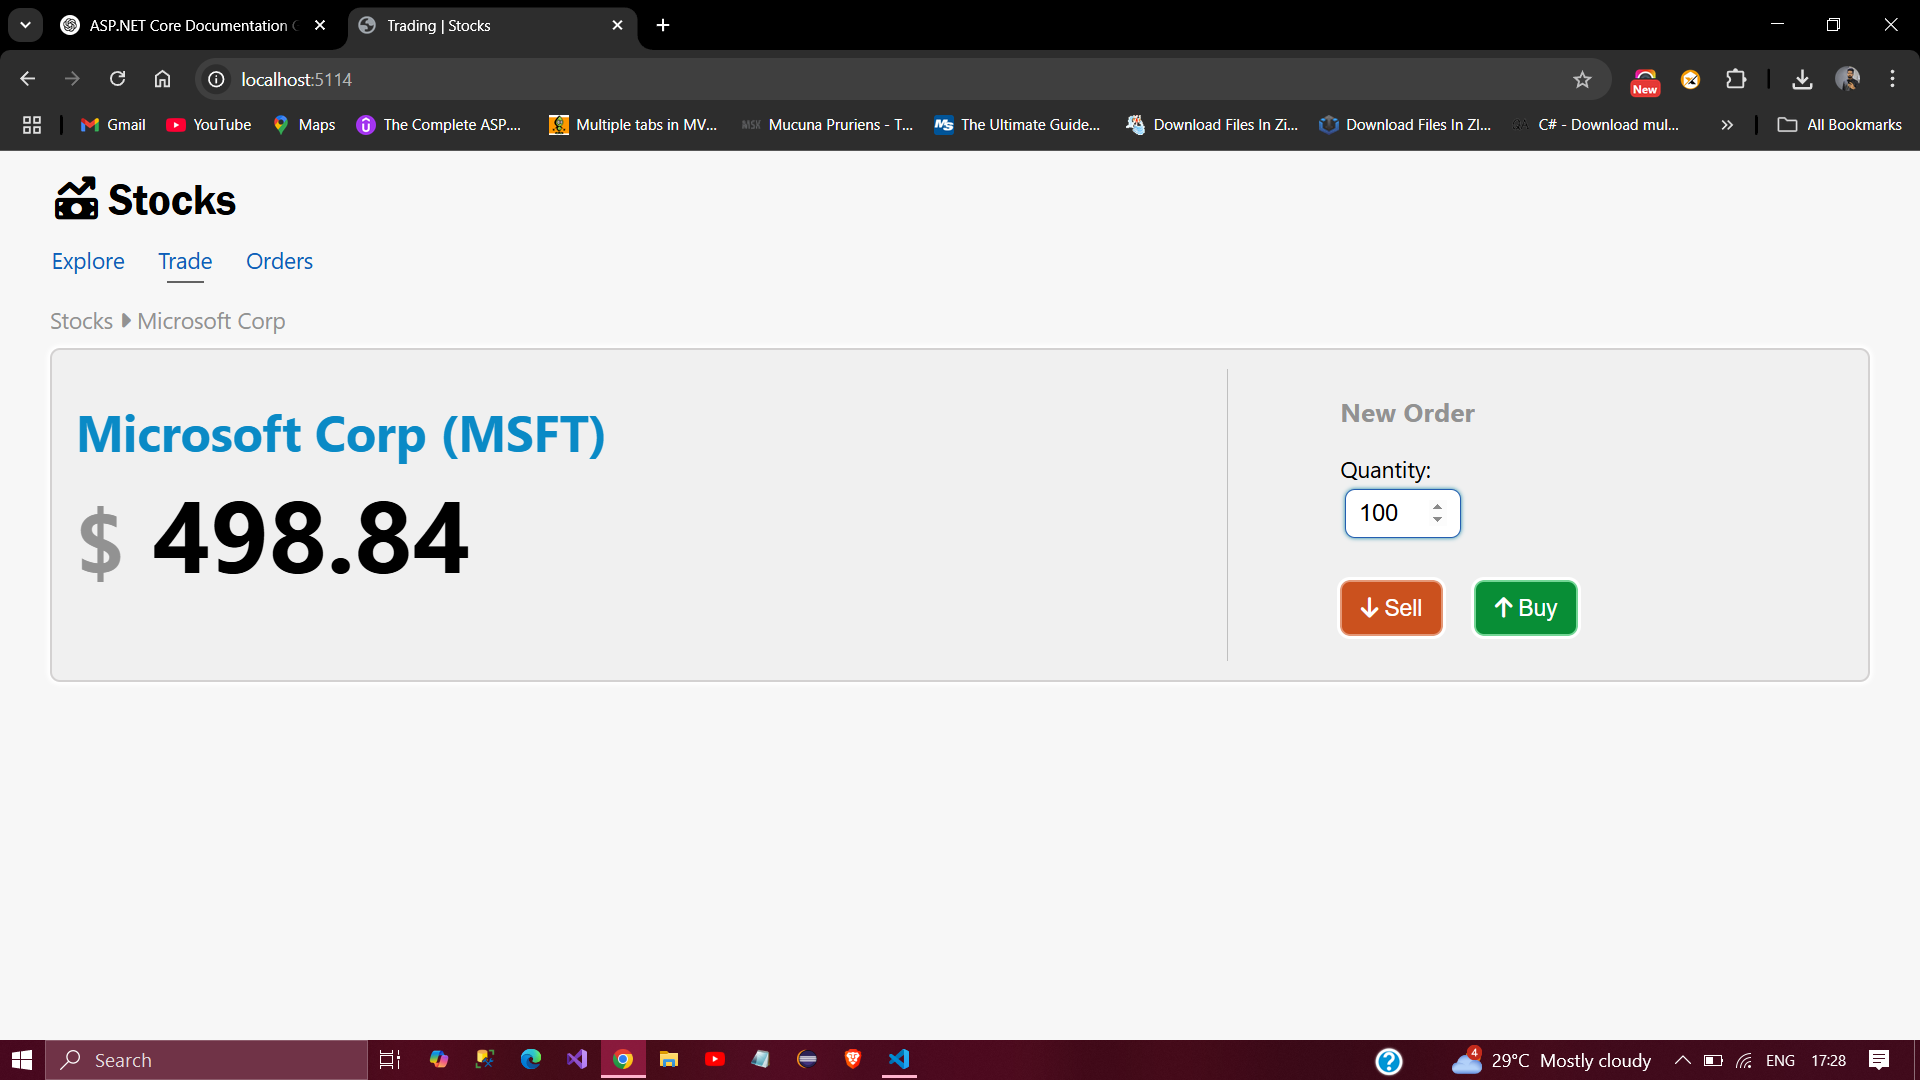 ASP.NET Core Documentation
Trading | Stocks
localhost:5114
New
Gmail
YouTube
Maps
The Complete ASP....
Multiple tabs in MV...
Mucuna Pruriens - T...
The Ultimate Guide...
Download Files In Zi...
Download Files In ZI...
C# - Download mul...
All Bookmarks
Stocks
Explore
Trade
Orders
Stocks Microsoft Corp
Microsoft Corp (MSFT)
$ 498.84
New Order
Quantity:
100
Sell
Buy
Search
4
29°C Mostly cloudy
ENG
17:28